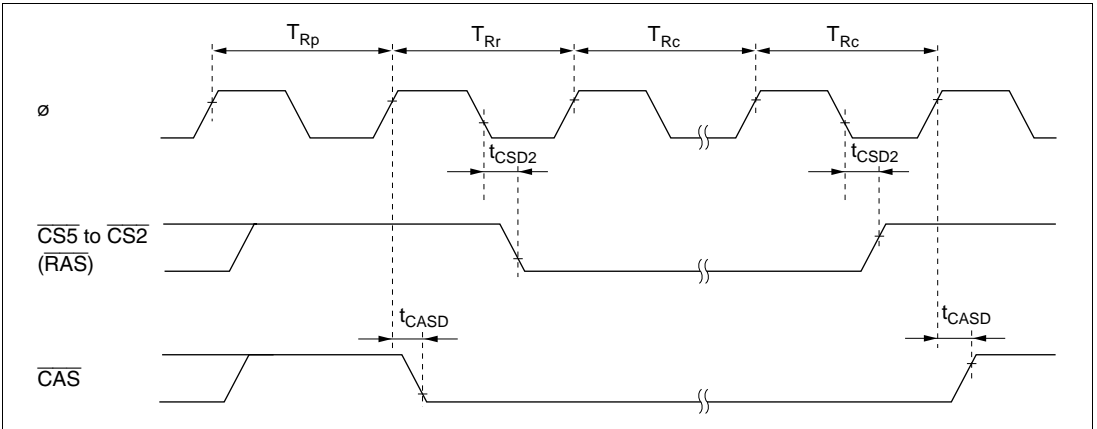 TRp TRr TRc TRc
ø
tCSD2 tCSD2
CS5 to CS2
(RAS)
tCASD tCASD
CAS